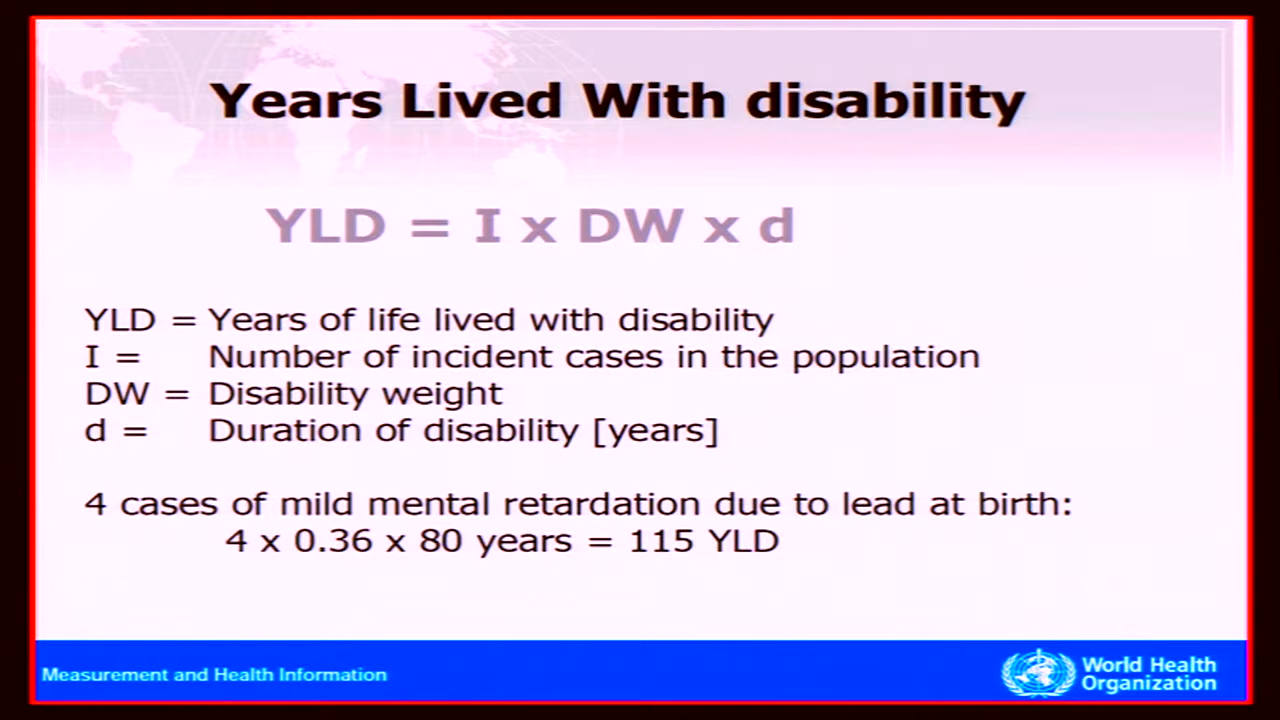 Years Lived With disability
YLD = I x DW x d
YLD = Years of life lived with disability
I = Number of incident cases in the population
DW = Disability weight
d = Duration of disability [years]
4 cases of mild mental retardation due to lead at birth:
4 x 0.36 x 80 years = 115 YLD
Measurement and Health Information
World Health
Organization